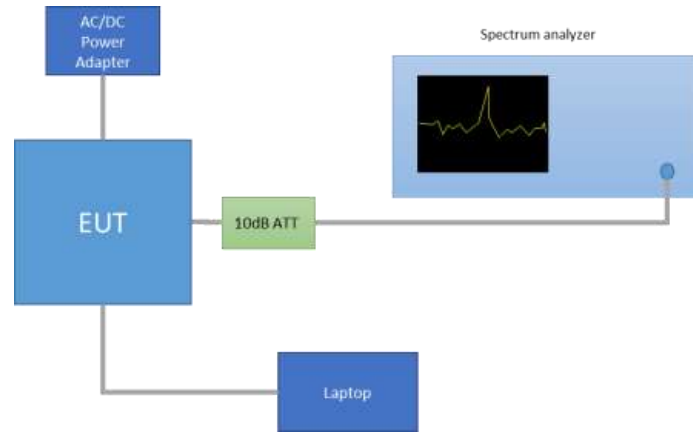 AC/DC
Power
Adapter
Spectrum analyzer
EUT
10dB ATT
Laptop